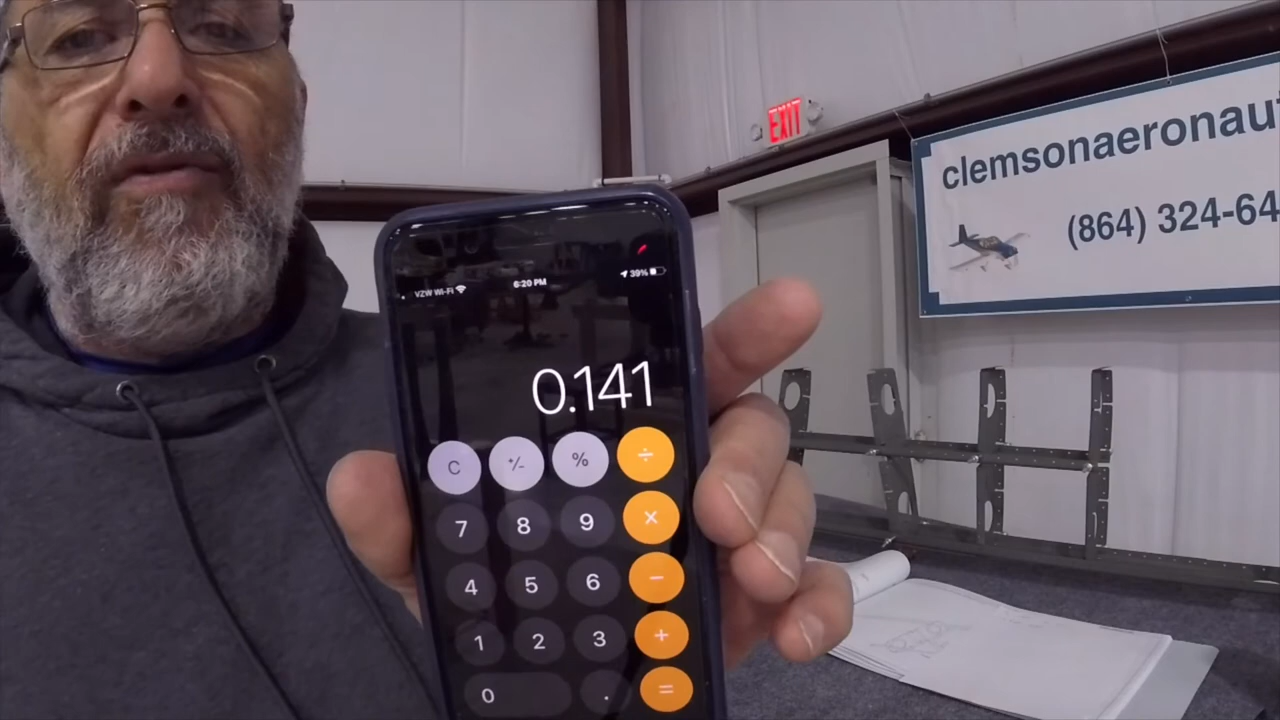 EXIT
clemsonaeronaut
(864) 324-64
VZW Wi-Fi
6:20 PM
39%
0.141
C +/- % ÷
7 8 9 ×
4 5 6 −
1 2 3 +
0 . =